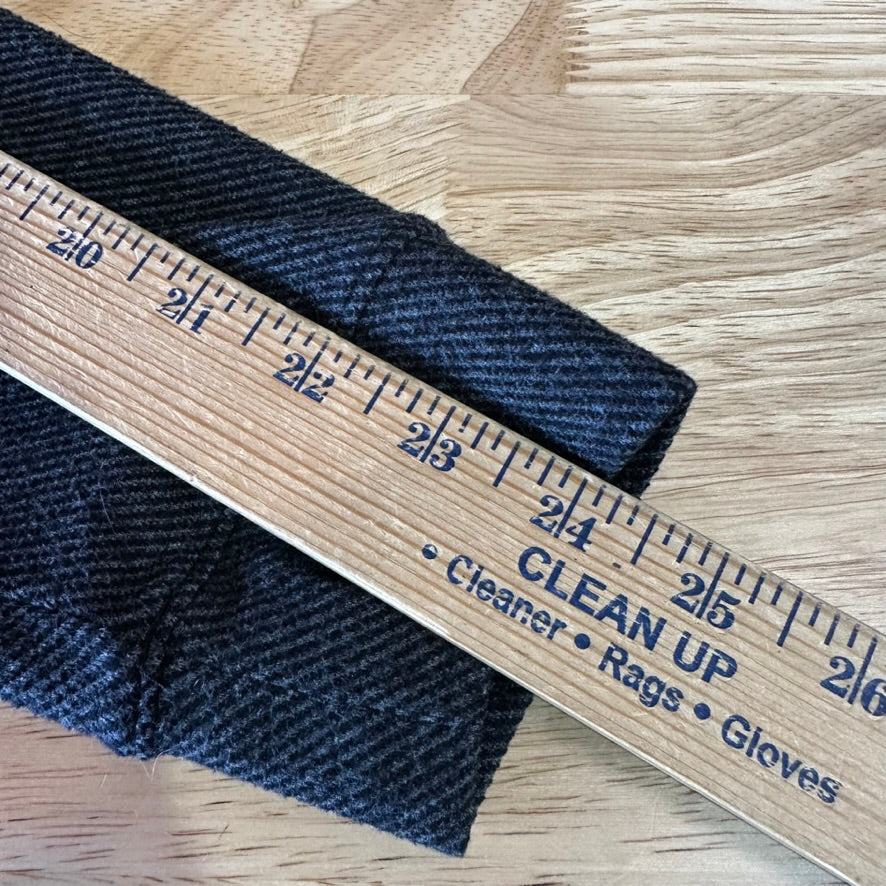 20 21 22 23 24 25 26
CLEAN UP
• Cleaner • Rags • Gloves